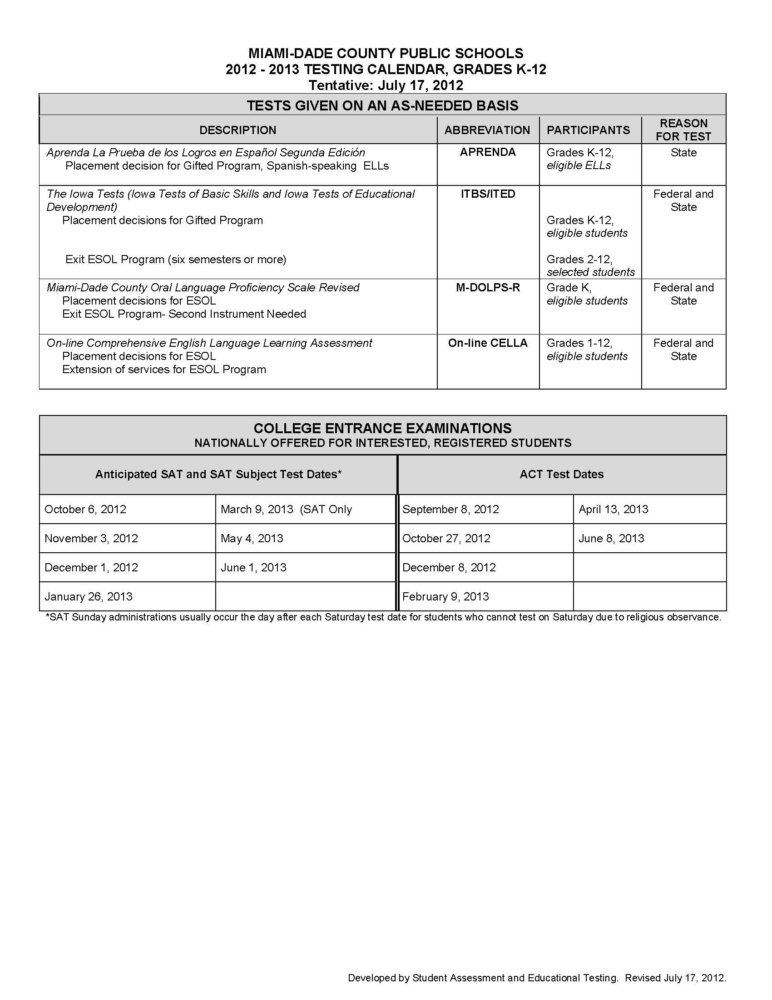 MIAMI-DADE COUNTY PUBLIC SCHOOLS
2012 - 2013 TESTING CALENDAR, GRADES K-12
Tentative: July 17, 2012
TESTS GIVEN ON AN AS-NEEDED BASIS
DESCRIPTION ABBREVIATION PARTICIPANTS REASON FOR TEST
Aprenda La Prueba de los Logros en Español Segunda Edición APRENDA Grades K-12, State
Placement decision for Gifted Program, Spanish-speaking ELLs eligible ELLs
The Iowa Tests (Iowa Tests of Basic Skills and Iowa Tests of Educational ITBS/ITED Federal and
Development) State
Placement decisions for Gifted Program Grades K-12,
eligible students
Exit ESOL Program (six semesters or more) Grades 2-12,
selected students
Miami-Dade County Oral Language Proficiency Scale Revised M-DOLPS-R Grade K, Federal and
Placement decisions for ESOL eligible students State
Exit ESOL Program- Second Instrument Needed
On-line Comprehensive English Language Learning Assessment On-line CELLA Grades 1-12, Federal and
Placement decisions for ESOL eligible students State
Extension of services for ESOL Program
COLLEGE ENTRANCE EXAMINATIONS
NATIONALLY OFFERED FOR INTERESTED, REGISTERED STUDENTS
Anticipated SAT and SAT Subject Test Dates* ACT Test Dates
October 6, 2012 March 9, 2013 (SAT Only September 8, 2012 April 13, 2013
November 3, 2012 May 4, 2013 October 27, 2012 June 8, 2013
December 1, 2012 June 1, 2013 December 8, 2012
January 26, 2013 February 9, 2013
*SAT Sunday administrations usually occur the day after each Saturday test date for students who cannot test on Saturday due to religious observance.
Developed by Student Assessment and Educational Testing. Revised July 17, 2012.